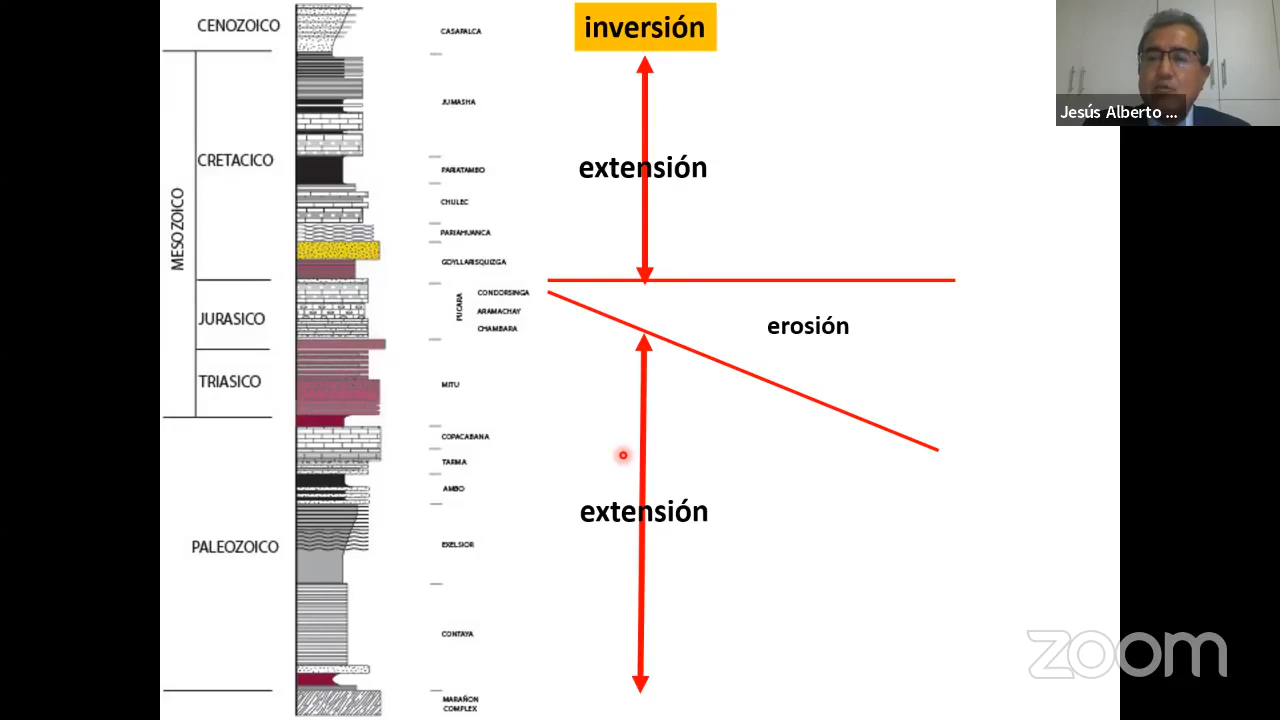 CENOZOICO
MESOZOICO
CRETACICO
JURASICO
TRIASICO
PALEOZOICO
CASAPALCA
JUMASHA
PARIATAMBO
CHULEC
PARIAHUANCA
GOYLLARISQUIZGA
PUCARA
CONDORSINGA
ARAMACHAY
CHAMBARA
MITU
COPACABANA
TARMA
AMBO
EXELSIOR
CONTAYA
MARAÑON
COMPLEX
inversión
extensión
erosión
extensión
Jesús Alberto ...
zoom